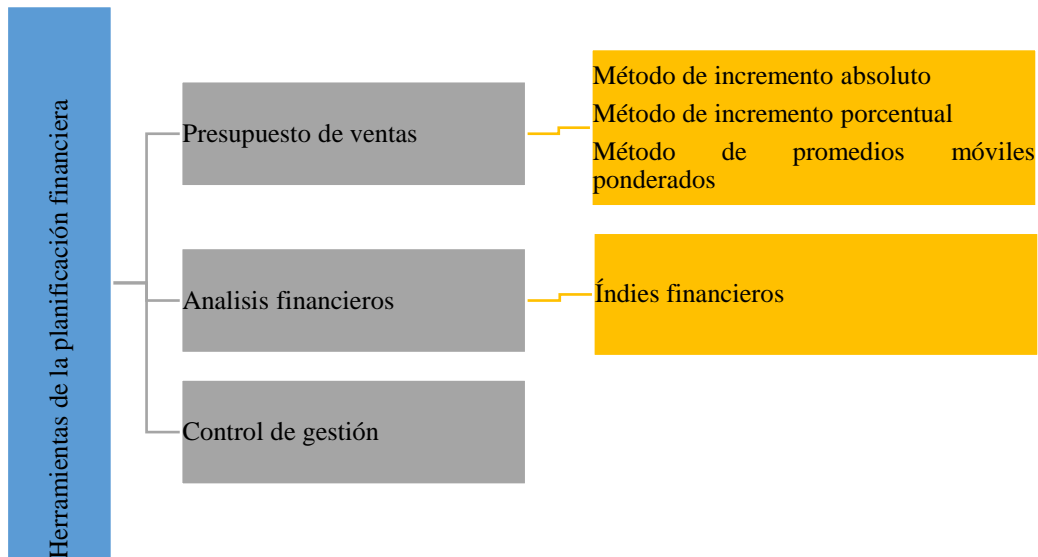 Herramientas de la planificación financiera
Presupuesto de ventas
Método de incremento absoluto
Método de incremento porcentual
Método de promedios móviles
ponderados
Analisis financieros
Índies financieros
Control de gestión